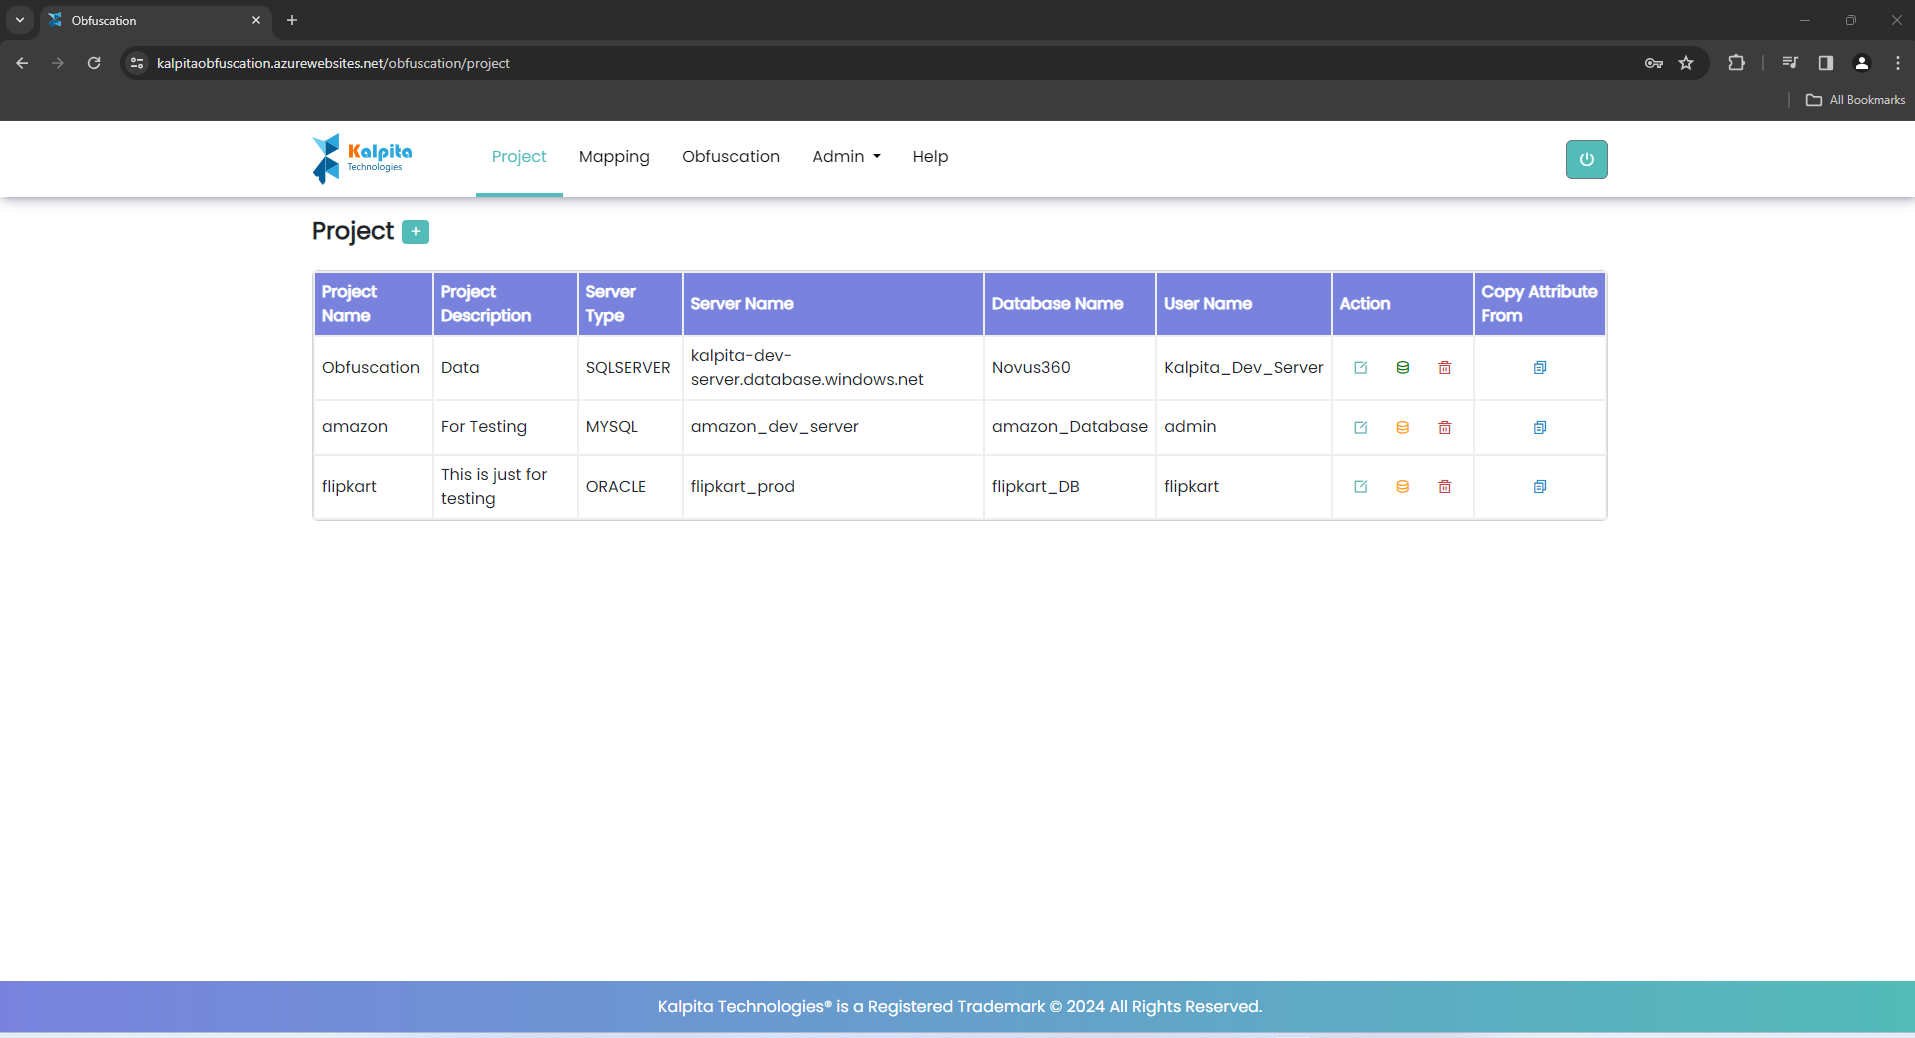 Obfuscation
kalpitaobfuscation.azurewebsites.net/obfuscation/project
All Bookmarks
Kalpita
Technologies
Project Mapping Obfuscation Admin Help
Project +
Project Name Project Description Server Type Server Name Database Name User Name Action Copy Attribute From
Obfuscation Data SQLSERVER kalpita-dev-server.database.windows.net Novus360 Kalpita_Dev_Server
amazon For Testing MYSQL amazon_dev_server amazon_Database admin
flipkart This is just for testing ORACLE flipkart_prod flipkart_DB flipkart
Kalpita Technologies® is a Registered Trademark © 2024 All Rights Reserved.